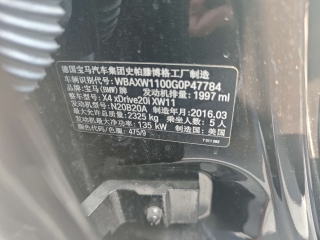 德国宝马汽车集团史帕滕博格工厂制造
车辆识别代号: WBAXW1100G0P47784
品牌: 宝马(BMW)牌 发动机排量: 1997 ml
整车型号: X4 xDrive20i XW11
发动机型号: N20B20A 制造年月: 2016.03
最大允许总质量: 2325 kg 乘坐人数: 5 人
发动机最大净功率: 135 kW 制造国: 美国
颜色代码: 475/9